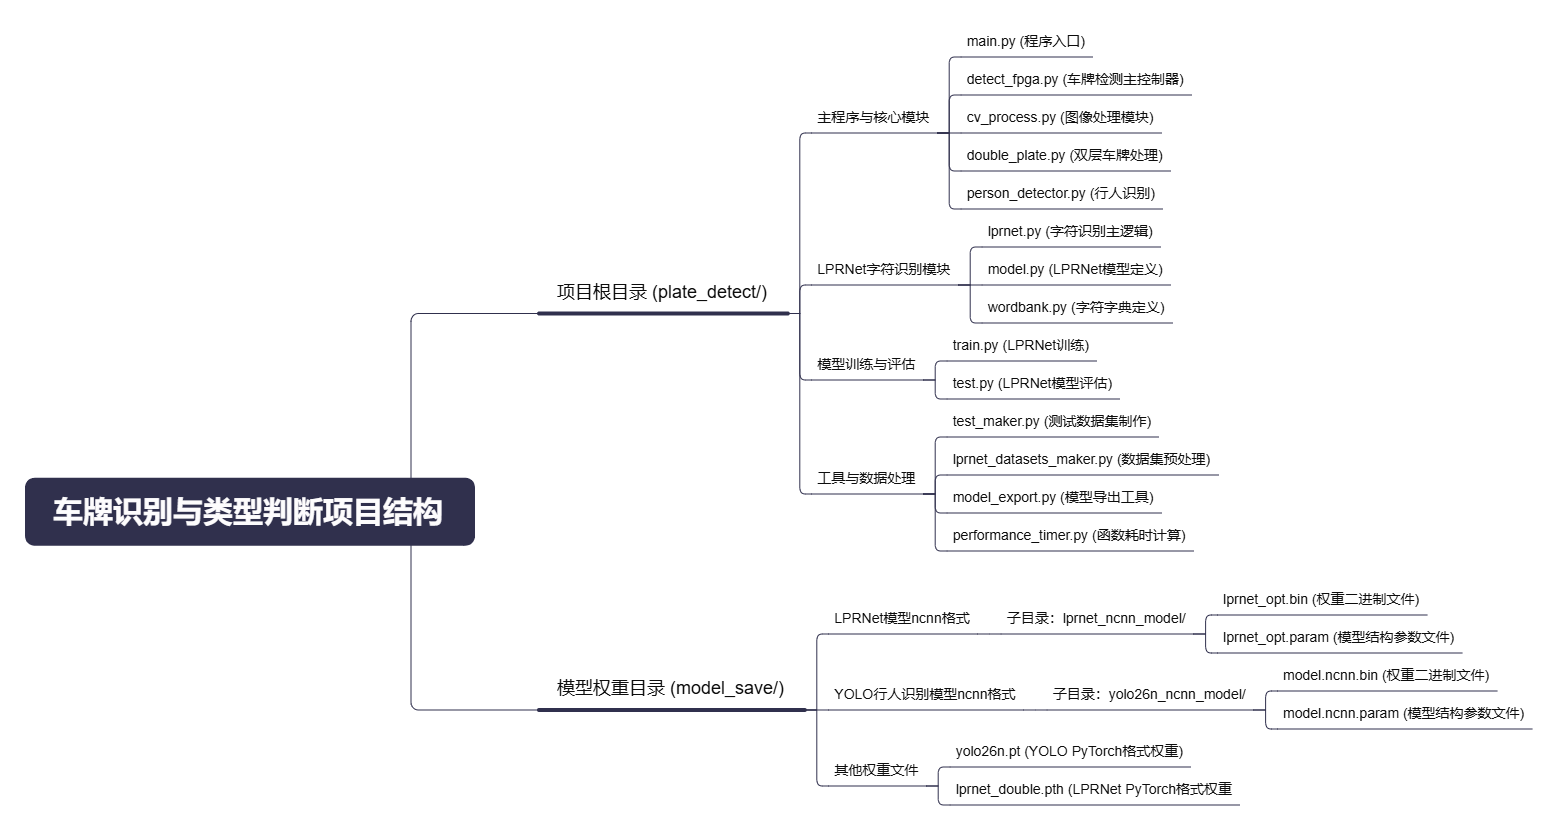 车牌识别与类型判断项目结构
项目根目录 (plate_detect/)
主程序与核心模块
main.py (程序入口)
detect_fpga.py (车牌检测主控制器)
cv_process.py (图像处理模块)
double_plate.py (双层车牌处理)
person_detector.py (行人识别)
LPRNet字符识别模块
lprnet.py (字符识别主逻辑)
model.py (LPRNet模型定义)
wordbank.py (字符字典定义)
模型训练与评估
train.py (LPRNet训练)
test.py (LPRNet模型评估)
工具与数据处理
test_maker.py (测试数据集制作)
lprnet_datasets_maker.py (数据集预处理)
model_export.py (模型导出工具)
performance_timer.py (函数耗时计算)
模型权重目录 (model_save/)
LPRNet模型ncnn格式
子目录：lprnet_ncnn_model/
lprnet_opt.bin (权重二进制文件)
lprnet_opt.param (模型结构参数文件)
YOLO行人识别模型ncnn格式
子目录：yolo26n_ncnn_model/
model.ncnn.bin (权重二进制文件)
model.ncnn.param (模型结构参数文件)
其他权重文件
yolo26n.pt (YOLO PyTorch格式权重)
lprnet_double.pth (LPRNet PyTorch格式权重